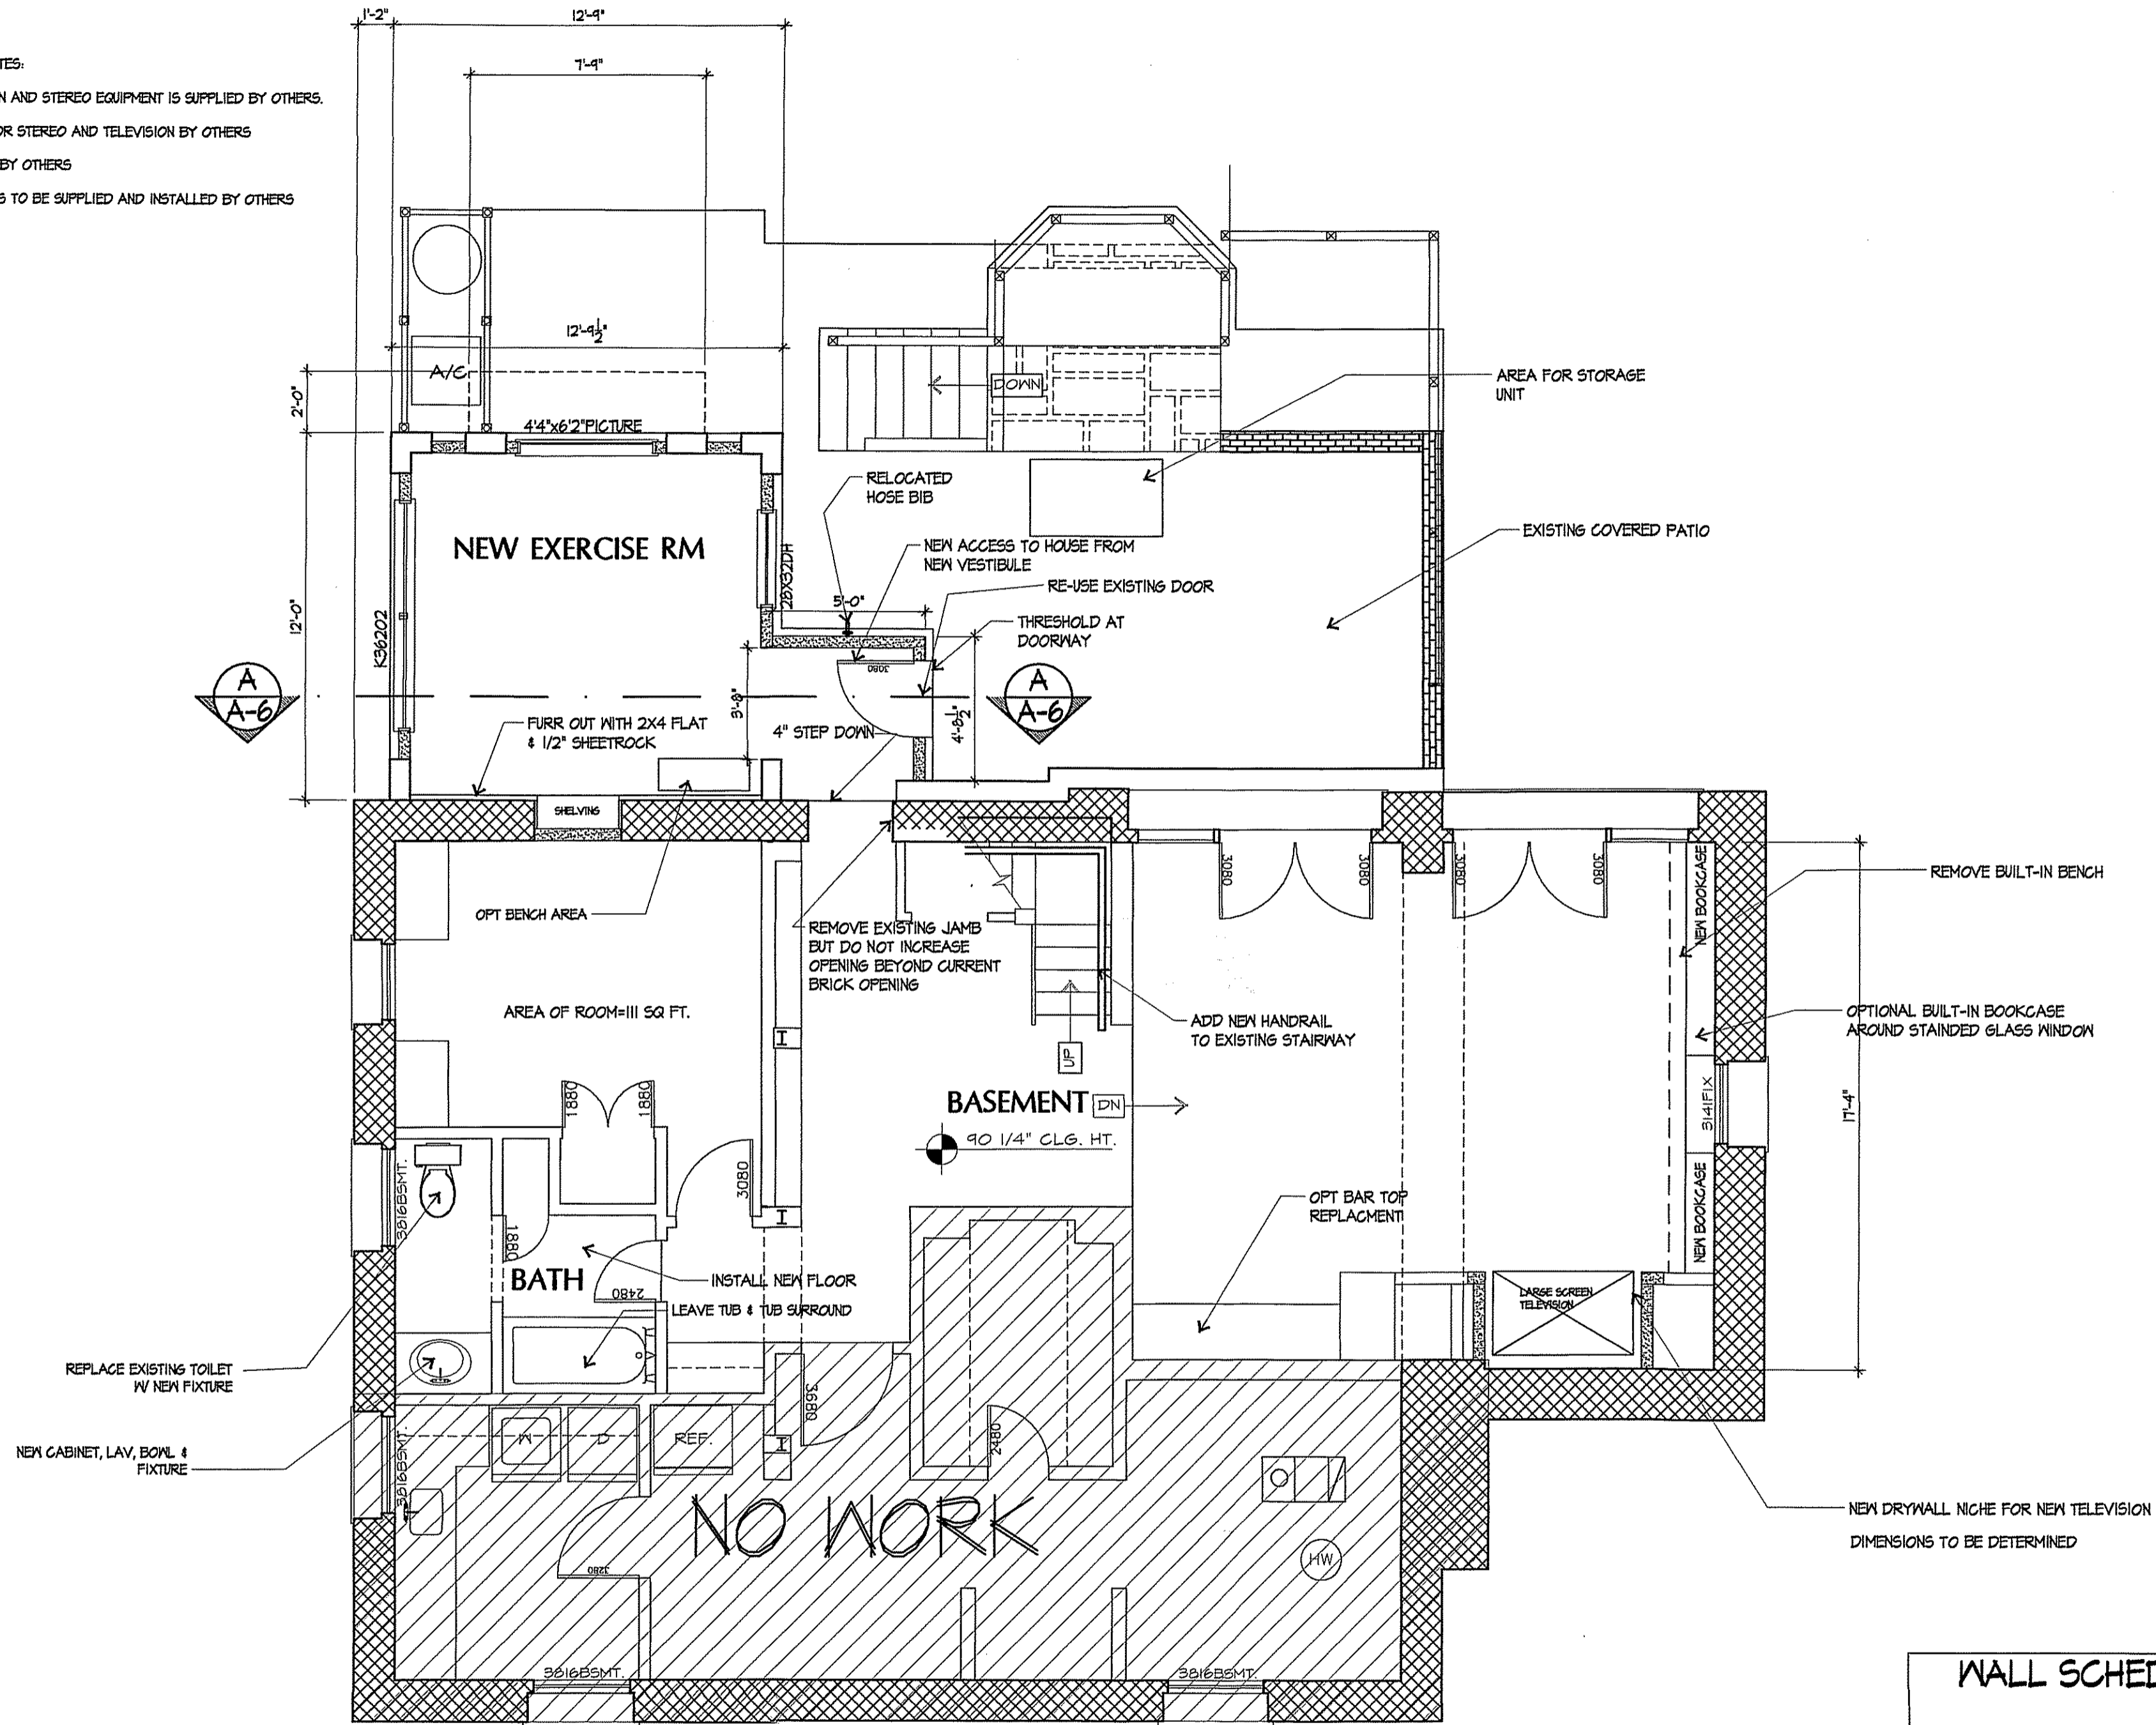 1'-2"
12'-9"
7'-9"
TES:
N AND STEREO EQUIPMENT IS SUPPLIED BY OTHERS.
OR STEREO AND TELEVISION BY OTHERS
BY OTHERS
S TO BE SUPPLIED AND INSTALLED BY OTHERS
12'-9½"
A/C
2'-0"
4'4"x6'2"PICTURE
DOWN
AREA FOR STORAGE
UNIT
RELOCATED
HOSE BIB
NEW EXERCISE RM
NEW ACCESS TO HOUSE FROM
NEW VESTIBULE
EXISTING COVERED PATIO
28X32DH
RE-USE EXISTING DOOR
5'-0"
THRESHOLD AT
DOORWAY
12'-0"
K36202
3080
A
A-6
A
A-6
3'-8"
4'-8½"
FURR OUT WITH 2X4 FLAT
& 1/2" SHEETROCK
4" STEP DOWN
SHELVING
3080
3080
3080
3080
NEW BOOKCASE
REMOVE BUILT-IN BENCH
OPT BENCH AREA
REMOVE EXISTING JAMB
BUT DO NOT INCREASE
OPENING BEYOND CURRENT
BRICK OPENING
AREA OF ROOM=111 SQ FT.
ADD NEW HANDRAIL
TO EXISTING STAIRWAY
OPTIONAL BUILT-IN BOOKCASE
AROUND STAINDED GLASS WINDOW
UP
I
1880
1880
BASEMENT
DN
3141FIX
17'-4"
90 1/4" CLG. HT.
3816BSMT.
3080
I
OPT BAR TOP
REPLACMENT
NEW BOOKCASE
1880
BATH
INSTALL NEW FLOOR
2480
LEAVE TUB & TUB SURROUND
LARGE SCREEN
TELEVISION
REPLACE EXISTING TOILET
W/ NEW FIXTURE
3680
NEW CABINET, LAV, BOWL &
FIXTURE
3816BSMT.
W
D
REF.
I
2480
NO WORK
NEW DRYWALL NICHE FOR NEW TELEVISION
DIMENSIONS TO BE DETERMINED
HW
3280
3816BSMT.
3816BSMT.
WALL SCHED